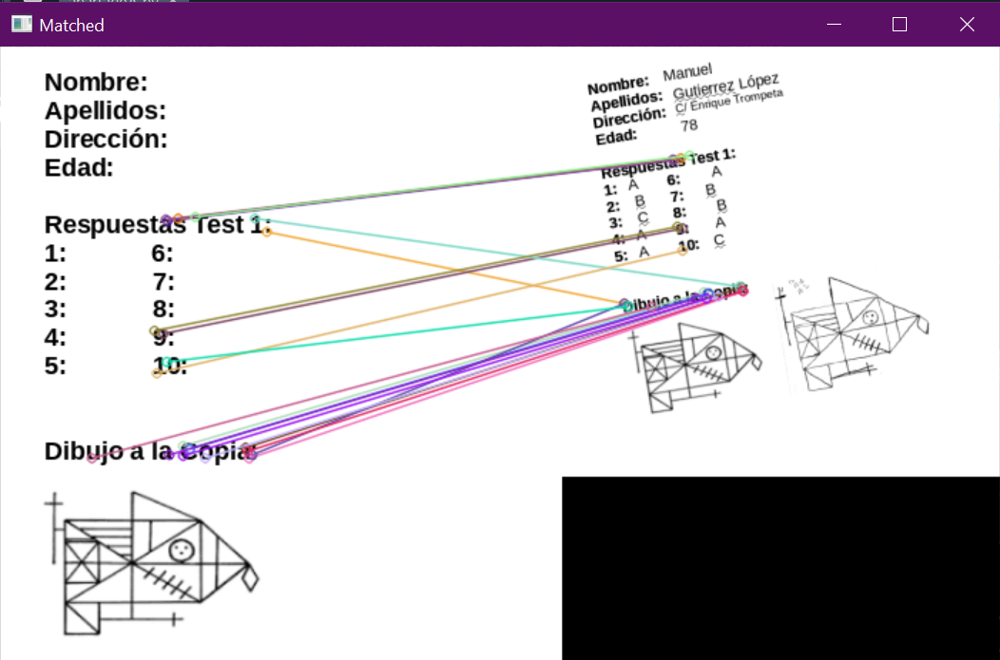 Matched
Nombre:
Apellidos:
Dirección:
Edad:
Respuestas Test 1:
1: 6:
2: 7:
3: 8:
4: 9:
5: 10:
Dibujo a la Copia:
Nombre: Manuel
Apellidos: Gutierrez López
Dirección: C/ Enrique Trompeta
Edad: 78
Respuestas Test 1:
1: A 6: A
2: B 7: B
3: C 8: B
4: A 9: A
5: A 10: C
Dibujo a la Copia: